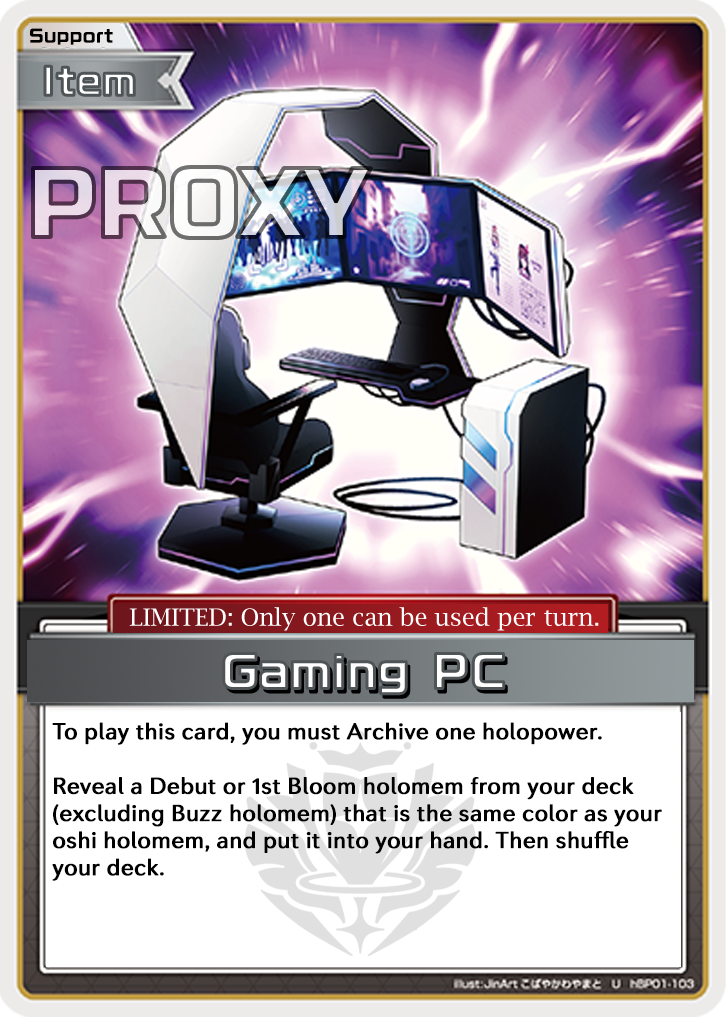 Support
Item
PROXY
LIMITED: Only one can be used per turn.
Gaming PC
To play this card, you must Archive one holopower.
Reveal a Debut or 1st Bloom holomem from your deck
(excluding Buzz holomem) that is the same color as your
oshi holomem, and put it into your hand. Then shuffle
your deck.
illust:JinArt こばやかわやまと U hBP01-103